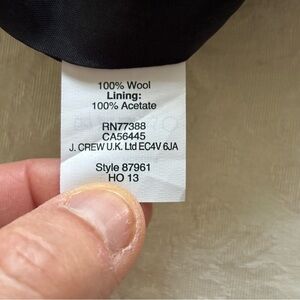 100% Wool
Lining:
100% Acetate
RN77388
CA56445
J. CREW U.K. Ltd EC4V 6JA
Style 87961
HO 13